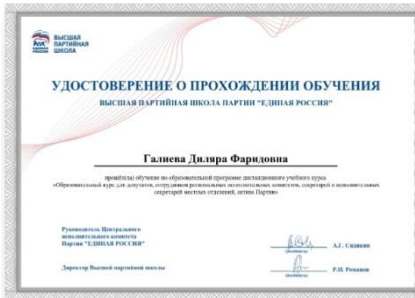 ВЫСШАЯ
ПАРТИЙНАЯ
ШКОЛА
УДОСТОВЕРЕНИЕ О ПРОХОЖДЕНИИ ОБУЧЕНИЯ
ВЫСШАЯ ПАРТИЙНАЯ ШКОЛА ПАРТИИ "ЕДИНАЯ РОССИЯ"
Галиева Диляра Фаридовна
прошёл(ла) обучение по образовательной программе дистанционного учебного курса
«Образовательный курс для депутатов, сотрудников региональных исполнительных комитетов, секретарей и исполнительных
секретарей местных отделений, актива Партии»
Руководитель Центрального
исполнительного комитета
Партии "ЕДИНАЯ РОССИЯ"
А.Г. Сидякин
Директор Высшей партийной школы
Р.Н. Романов